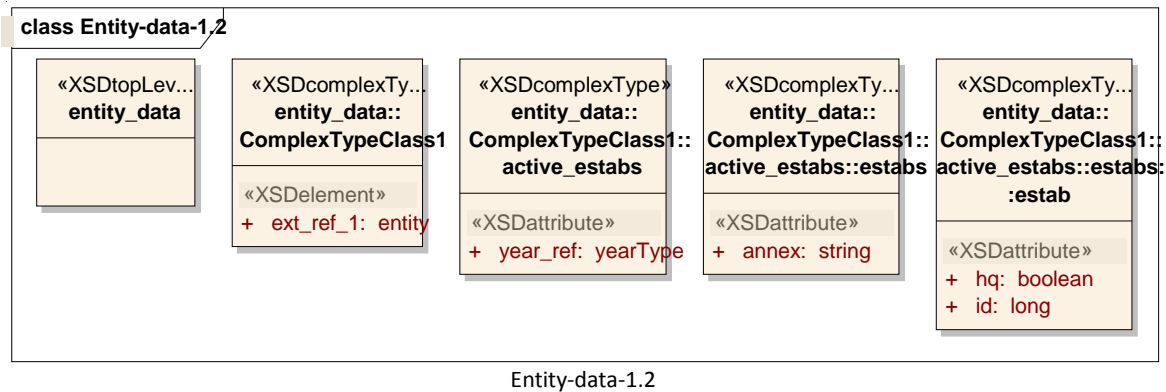 class Entity-data-1.2
«XSDtopLev...
entity_data
«XSDcomplexTy...
entity_data::
ComplexTypeClass1
«XSDelement»
+ ext_ref_1: entity
«XSDcomplexType»
entity_data::
ComplexTypeClass1::
active_estabs
«XSDattribute»
+ year_ref: yearType
«XSDcomplexTy...
entity_data::
ComplexTypeClass1::
active_estabs::estabs
«XSDattribute»
+ annex: string
«XSDcomplexTy...
entity_data::
ComplexTypeClass1::
active_estabs::estabs:
:estab
«XSDattribute»
+ hq: boolean
+ id: long
Entity-data-1.2